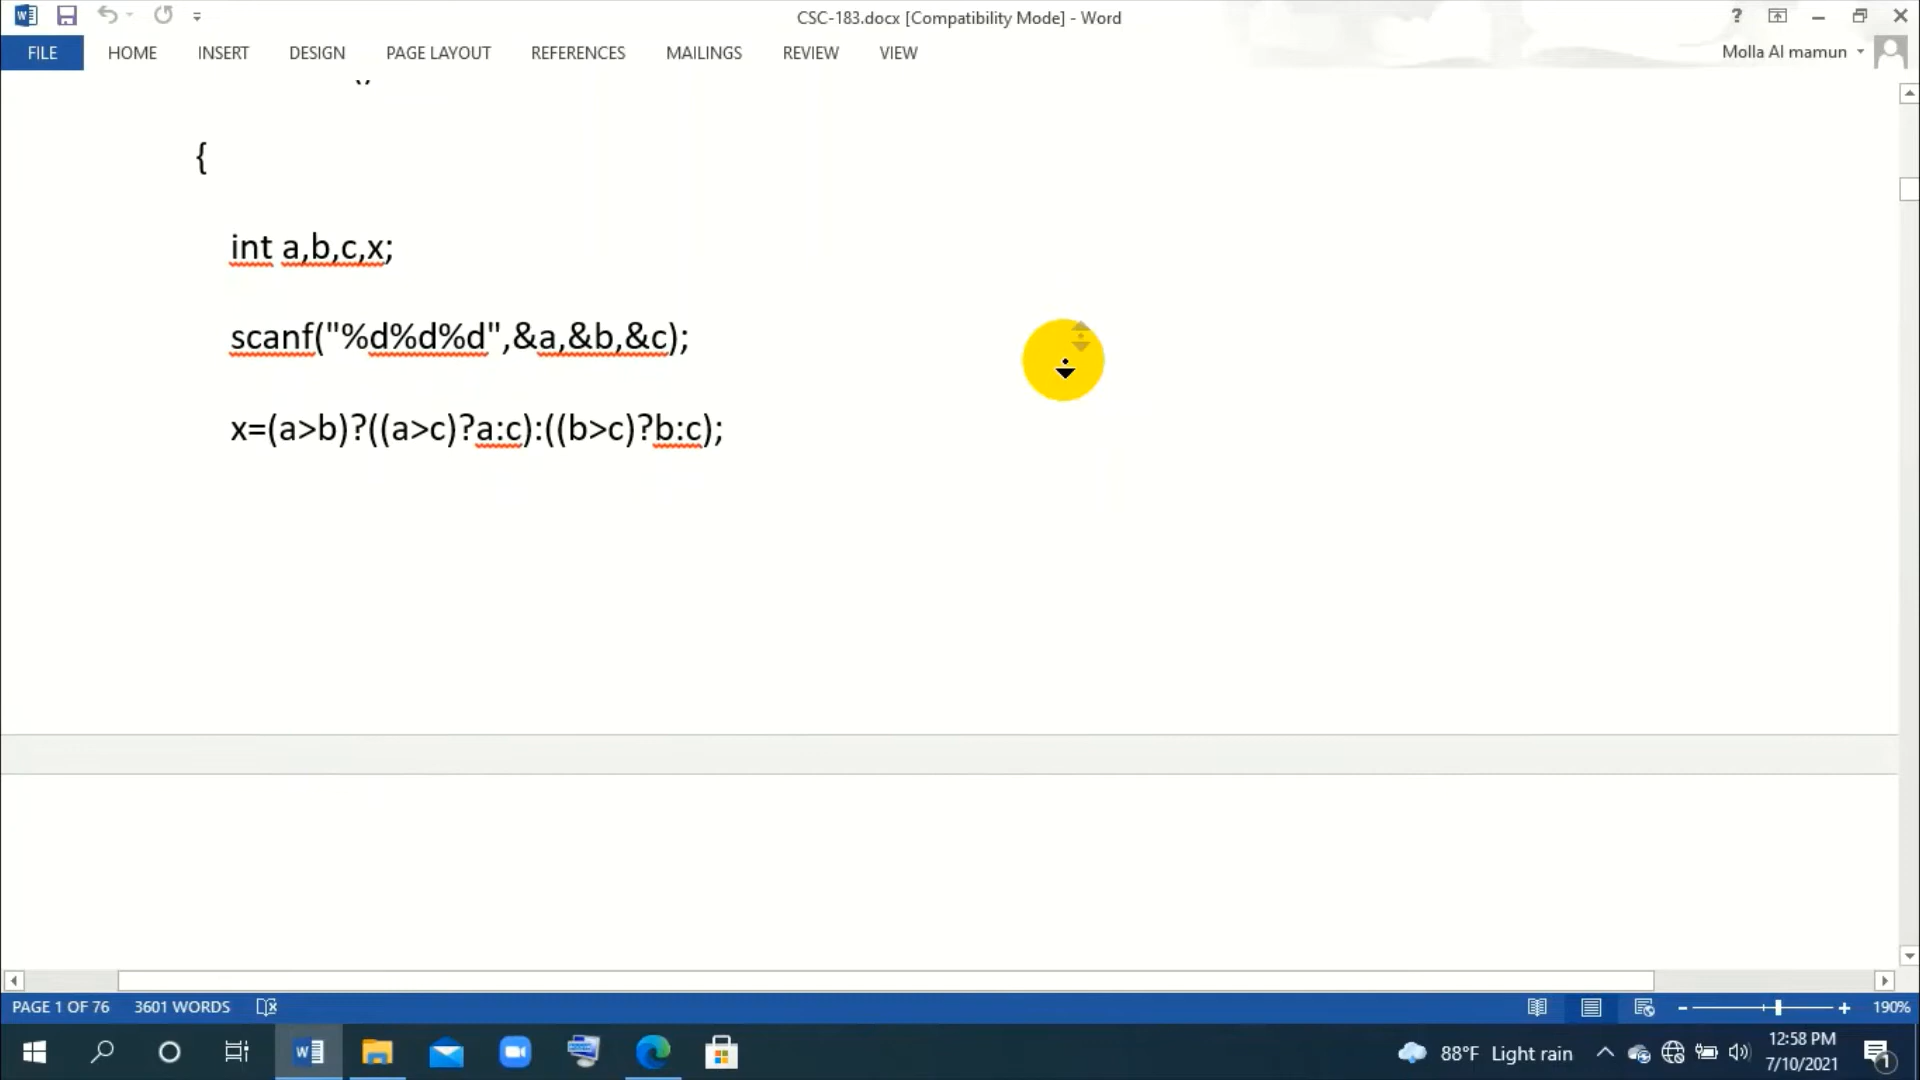 CSC-183.docx [Compatibility Mode] - Word
FILE HOME INSERT DESIGN PAGE LAYOUT REFERENCES MAILINGS REVIEW VIEW
Molla Al mamun
{
int a,b,c,x;
scanf("%d%d%d",&a,&b,&c);
x=(a>b)?((a>c)?a:c):((b>c)?b:c);
PAGE 1 OF 76 3601 WORDS
190%
88°F Light rain
12:58 PM
7/10/2021
1